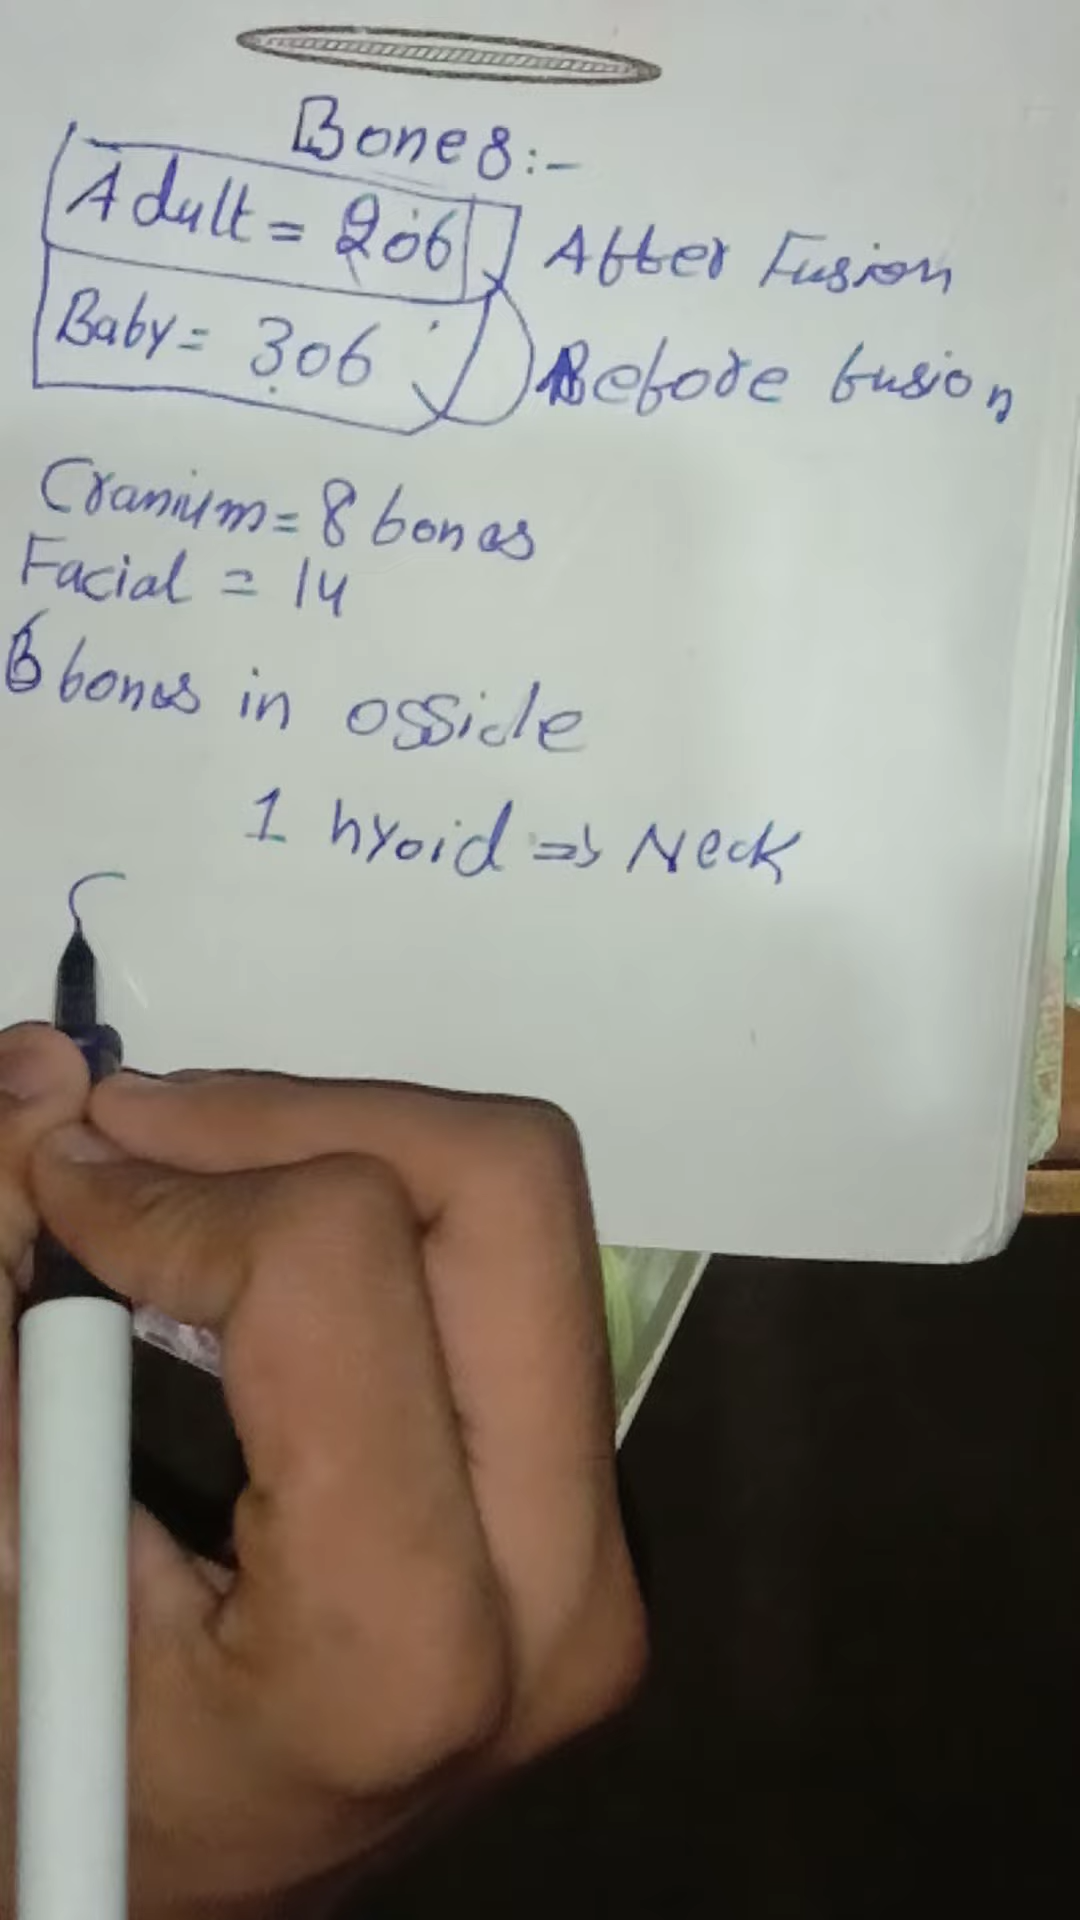 Bones:-
Adult = 206 After Fusion
Baby = 306 Before fusion
Cranium = 8 bones
Facial = 14
6 bones in ossicle
1 hyoid => Neck